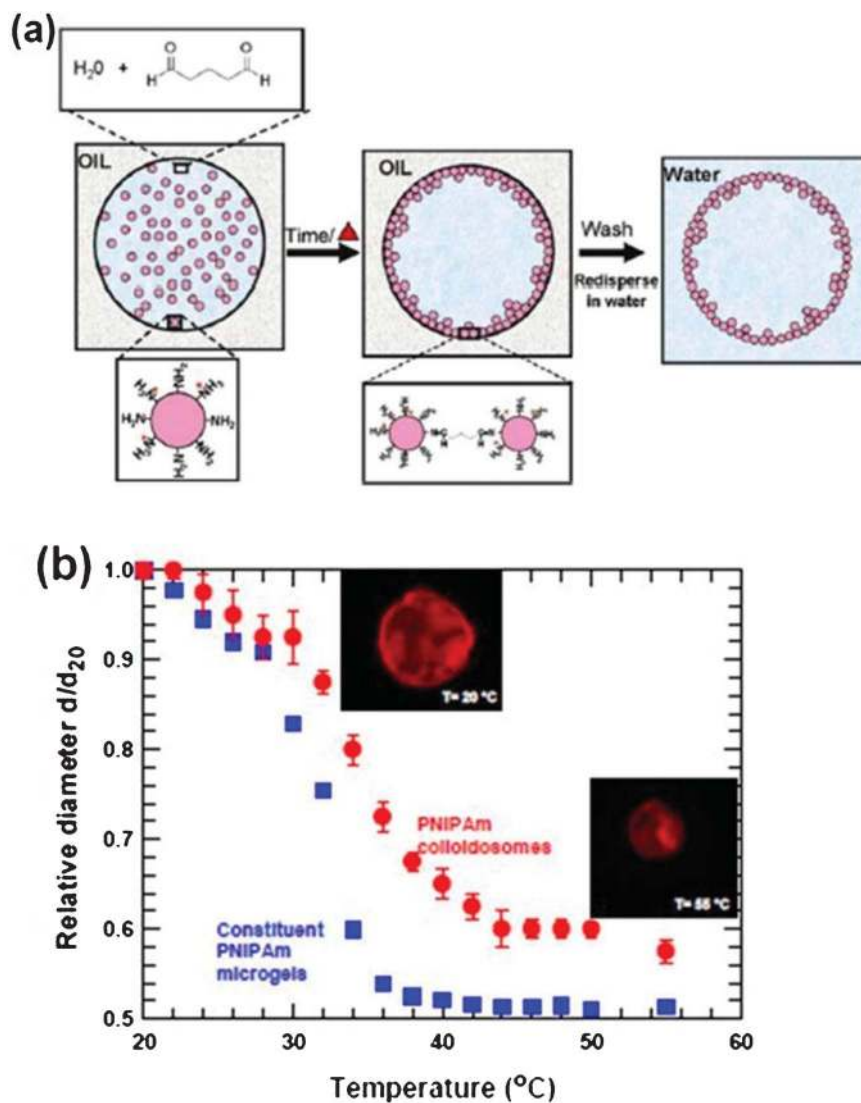 (a)
H₂0 +
O O
H H
OIL
Time/
OIL
Wash
Redisperse
in water
Water
NH₂
H₂N
NH₂
(b)
Relative diameter d/d₂₀
1.0
0.9
0.8
0.7
0.6
0.5
T= 20 °C
PNIPAm
colloidosomes
T= 55 °C
Constituent
PNIPAm
microgels
20 30 40 50 60
Temperature (°C)